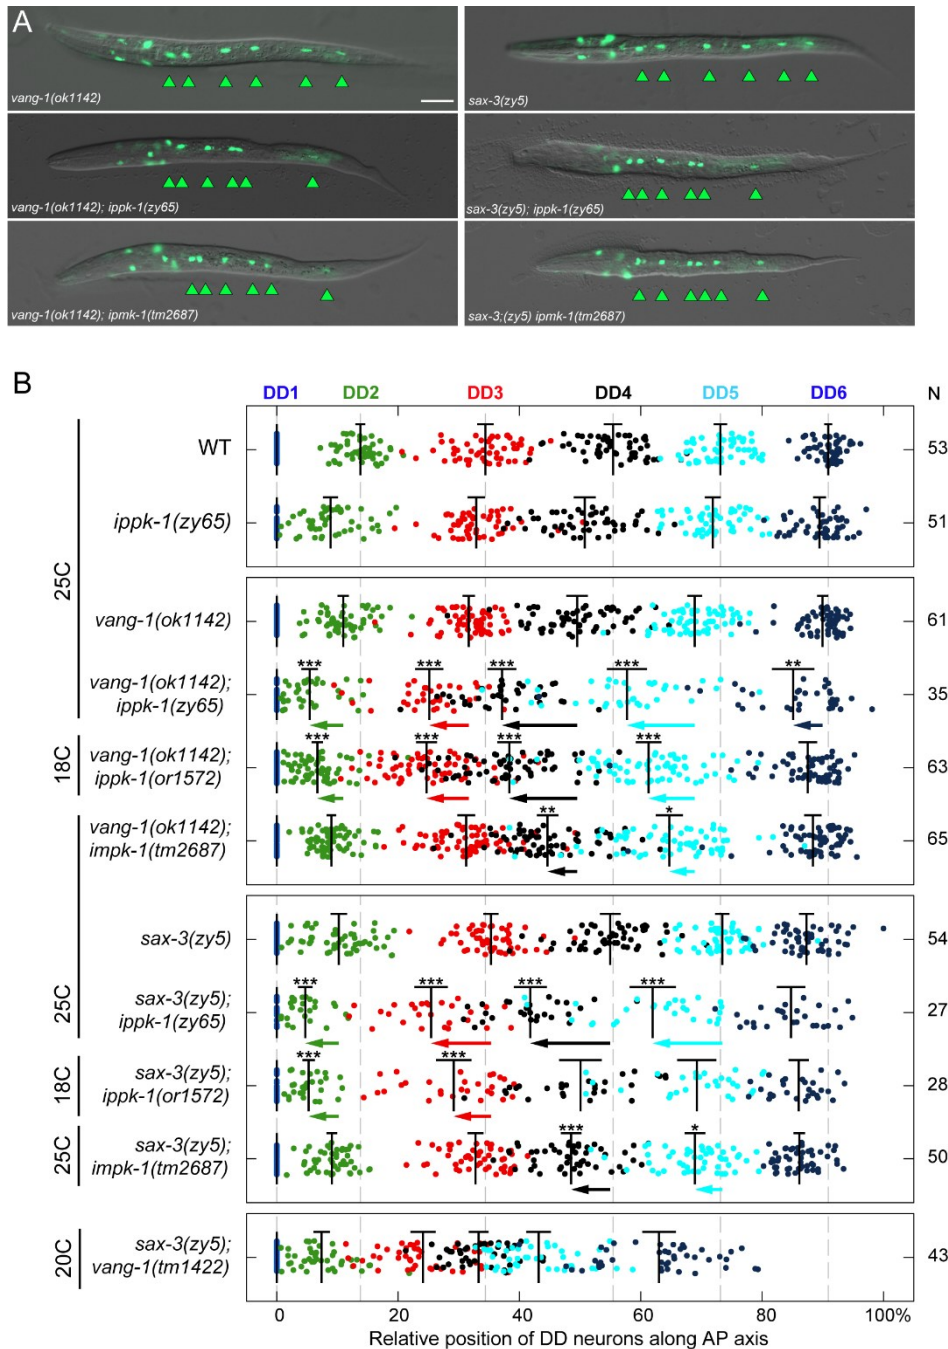 A
vang-1(ok1142)
sax-3(zy5)
vang-1(ok1142); ippk-1(zy65)
sax-3(zy5); ippk-1(zy65)
vang-1(ok1142); ipmk-1(tm2687)
sax-3;(zy5) ipmk-1(tm2687)
B
DD1 DD2 DD3 DD4 DD5 DD6 N
25C
WT 53
ippk-1(zy65) 51
vang-1(ok1142) 61
*** *** *** *** **
vang-1(ok1142);
ippk-1(zy65) 35
18C
*** *** *** ***
vang-1(ok1142);
ippk-1(or1572) 63
** *
vang-1(ok1142);
impk-1(tm2687) 65
25C
sax-3(zy5) 54
*** *** *** ***
sax-3(zy5);
ippk-1(zy65) 27
18C
*** ***
sax-3(zy5);
ippk-1(or1572) 28
25C
*** *
sax-3(zy5);
impk-1(tm2687) 50
20C
sax-3(zy5);
vang-1(tm1422) 43
0 20 40 60 80 100%
Relative position of DD neurons along AP axis